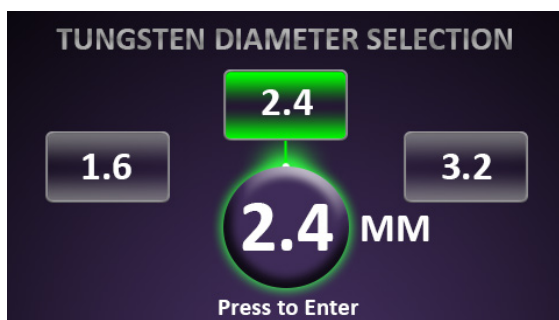 TUNGSTEN DIAMETER SELECTION
2.4
1.6
3.2
2.4 MM
Press to Enter